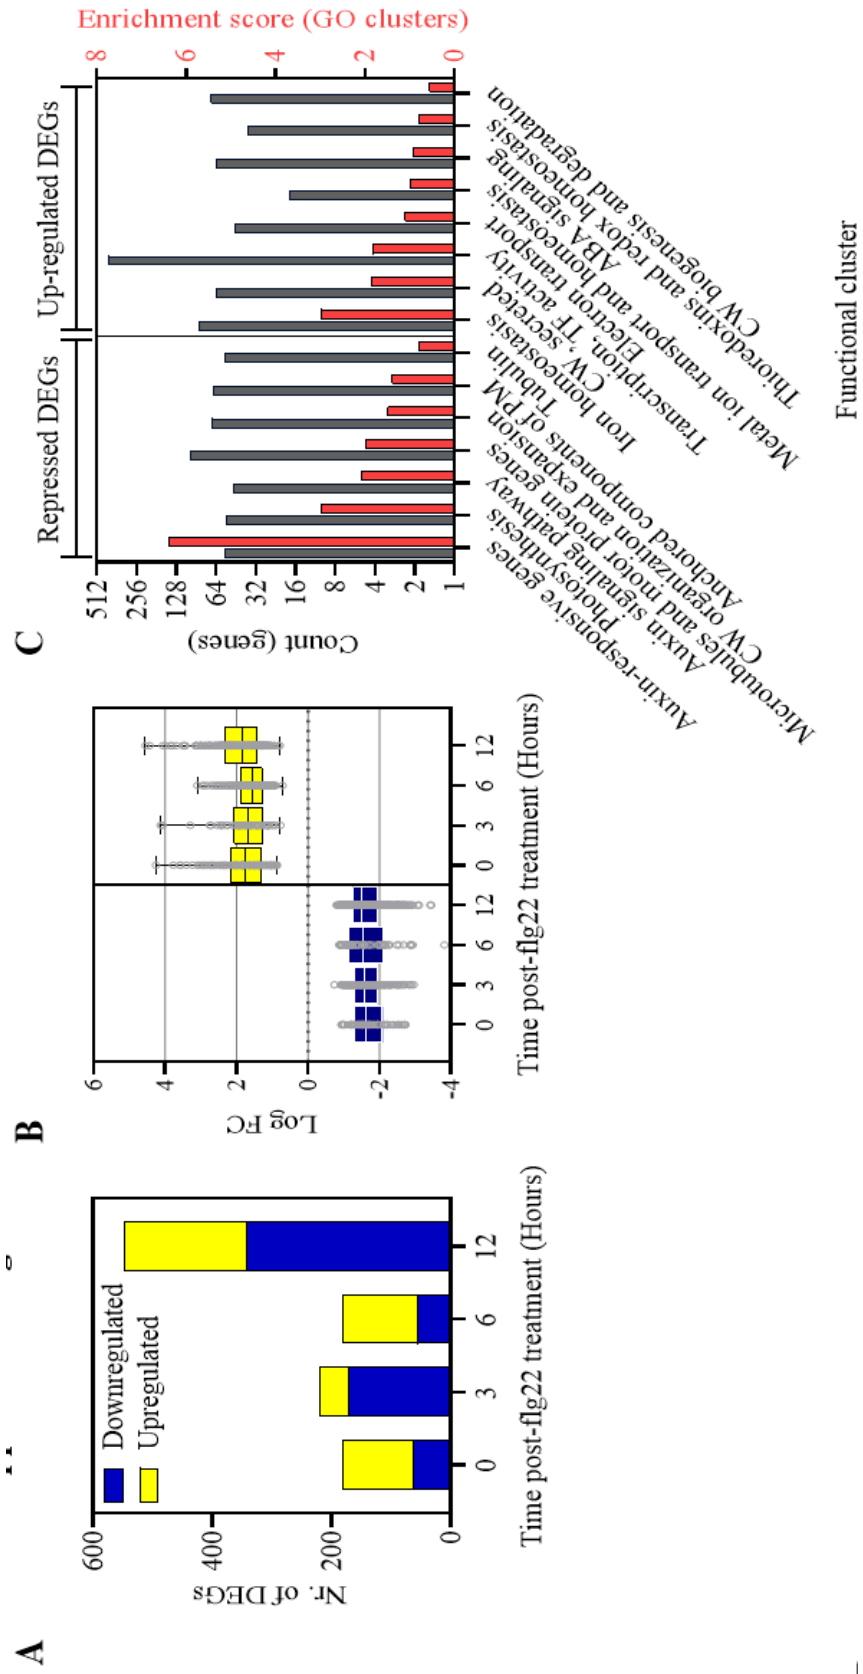 A
Nr. of DEGs
600
400
200
0
Downregulated
Upregulated
0
3
6
12
Time post-flg22 treatment (Hours)
B
Log FC
6
4
2
0
-2
-4
0
3
6
12
0
3
6
12
Time post-flg22 treatment (Hours)
C
Repressed DEGs
Up-regulated DEGs
Count (genes)
512
256
128
64
32
16
8
4
2
1
Enrichment score (GO clusters)
8
6
4
2
0
Auxin-responsive genes
Photosynthesis
Auxin signaling pathway
Microtubules and motor protein genes
CW organization and expansion
Anchored components of PM
Tubulin
Iron homeostasis
CW, secreted
Transcription, TF activity
Electron transport
Metal ion transport and homeostasis
ABA signaling
Thioredoxins and redox homeostasis
CW biogenesis and degradation
Functional cluster